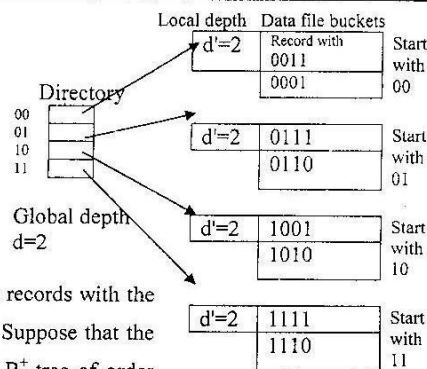 Local depth Data file buckets
d'=2 Record with Start
0011 with
0001 00
Directory
00
01
10
11
d'=2 0111 Start
0110 with
01
Global depth
d=2
d'=2 1001 Start
1010 with
10
records with the
Suppose that the
B+ tree of order
d'=2 1111 Start
1110 with
11